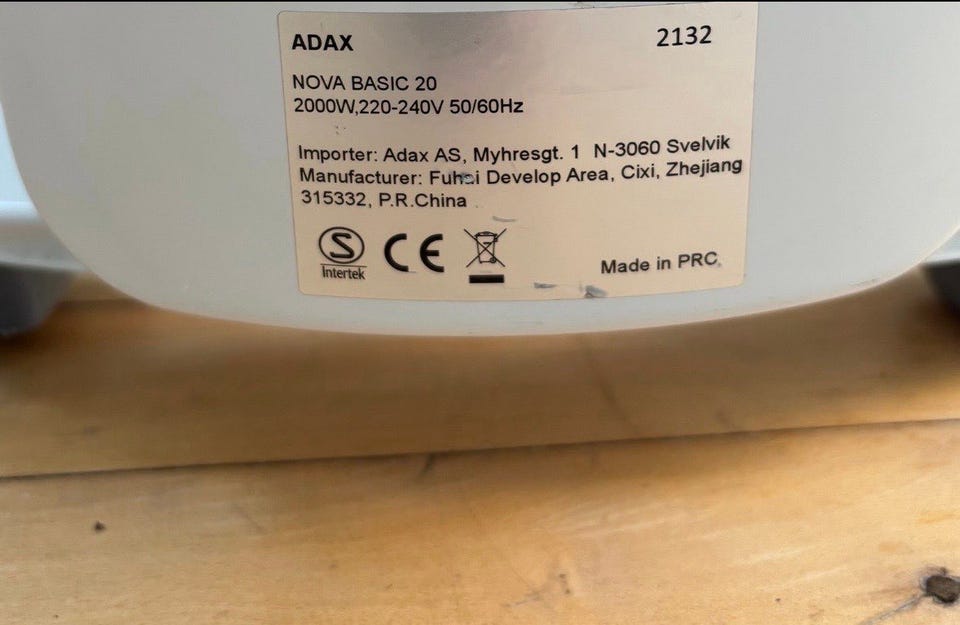 ADAX 2132
NOVA BASIC 20
2000W,220-240V 50/60Hz
Importer: Adax AS, Myhresgt. 1 N-3060 Svelvik
Manufacturer: Fuhai Develop Area, Cixi, Zhejiang
315332, P.R.China
S
Intertek
CE
Made in PRC